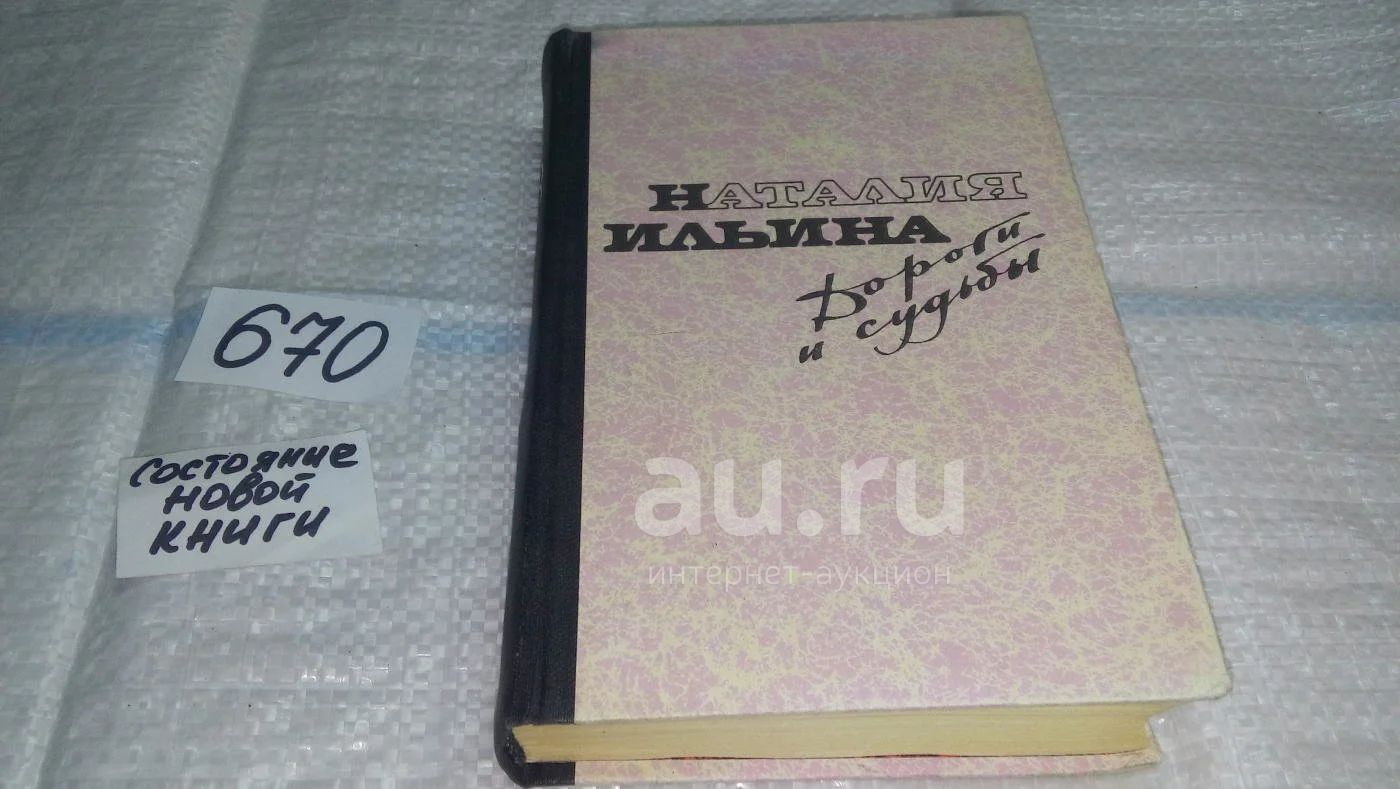 НАТАЛИЯ
ИЛЬИНА
Дороги
и судьбы
670
состояние
новой
книги
au.ru
интернет-аукцион